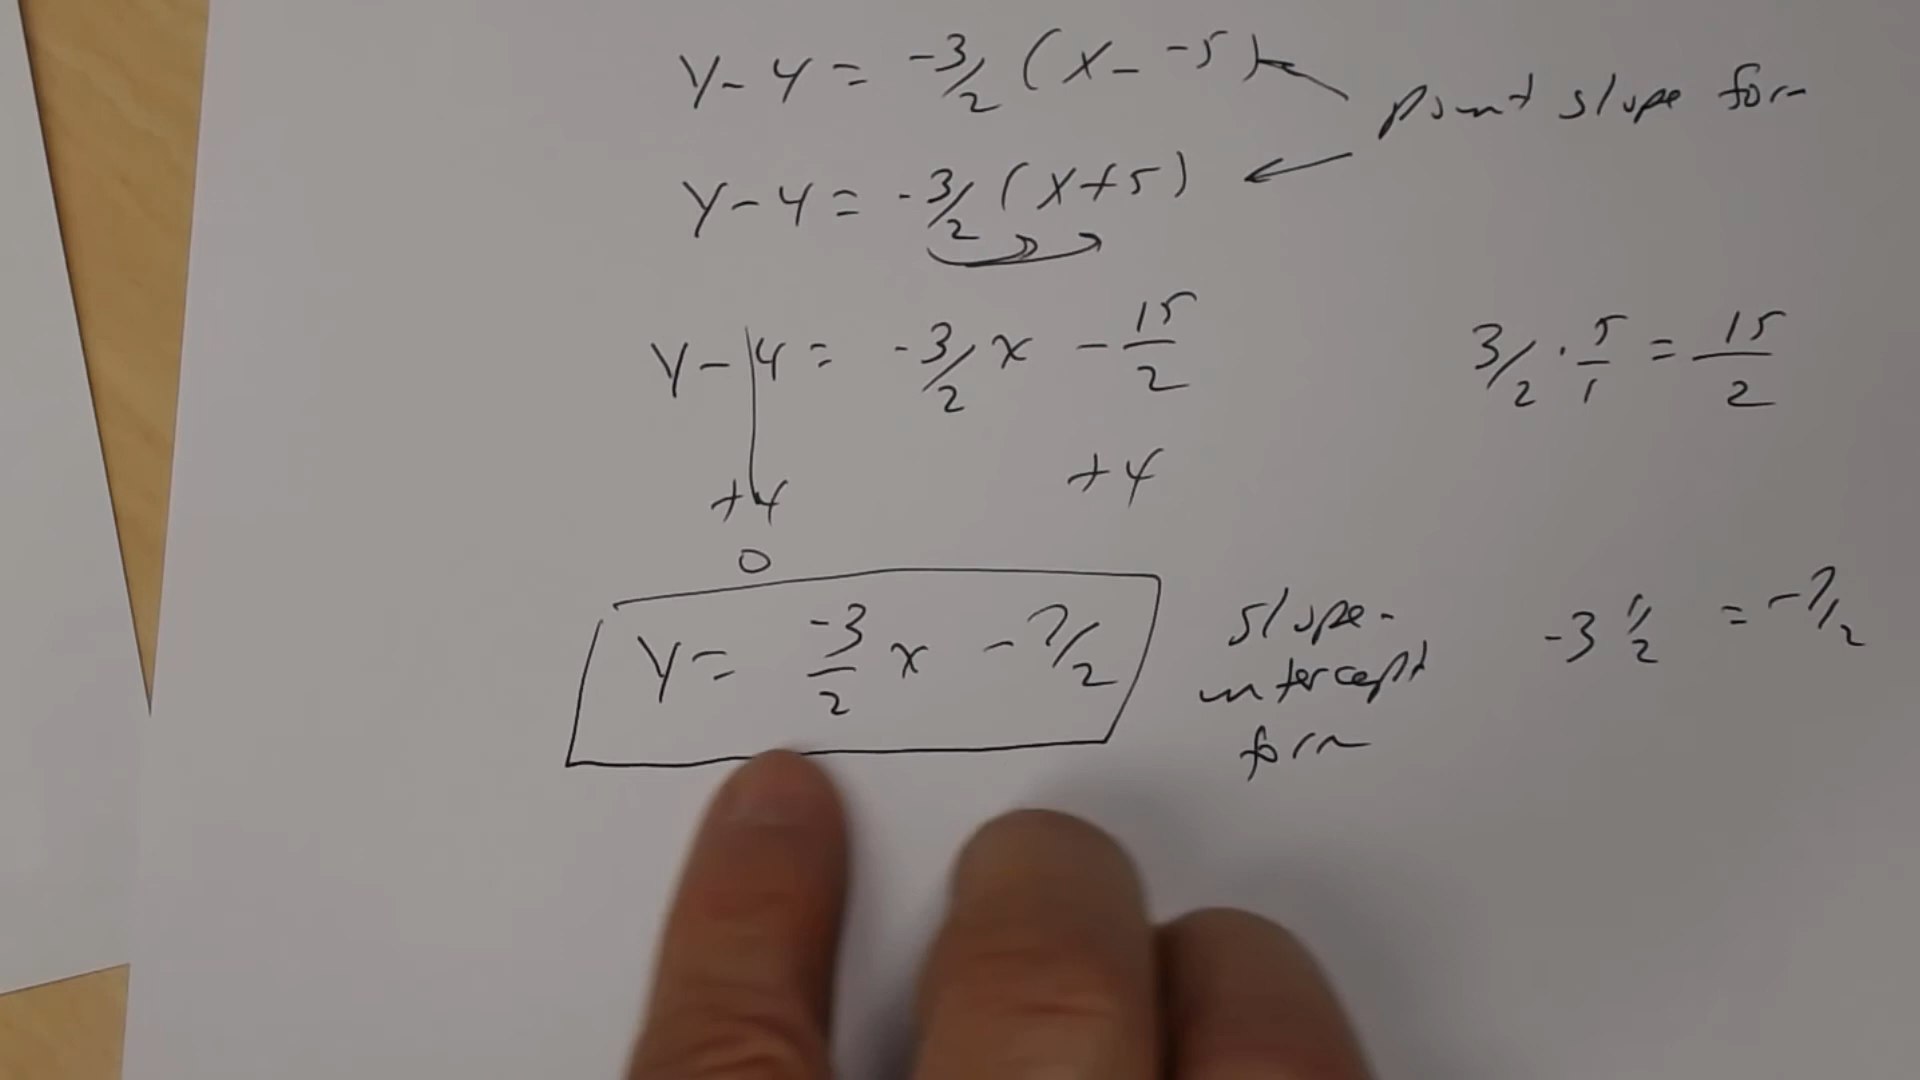 y - 4 = -3/2 (x - -5)
point slope form
y - 4 = -3/2 (x+5)
y - 4 = -3/2 x - 15/2
3/2 · 5/1 = 15/2
+4 +4
0
y = -3/2 x - 7/2
slope-
intercept
form
-3 1/2 = -7/2